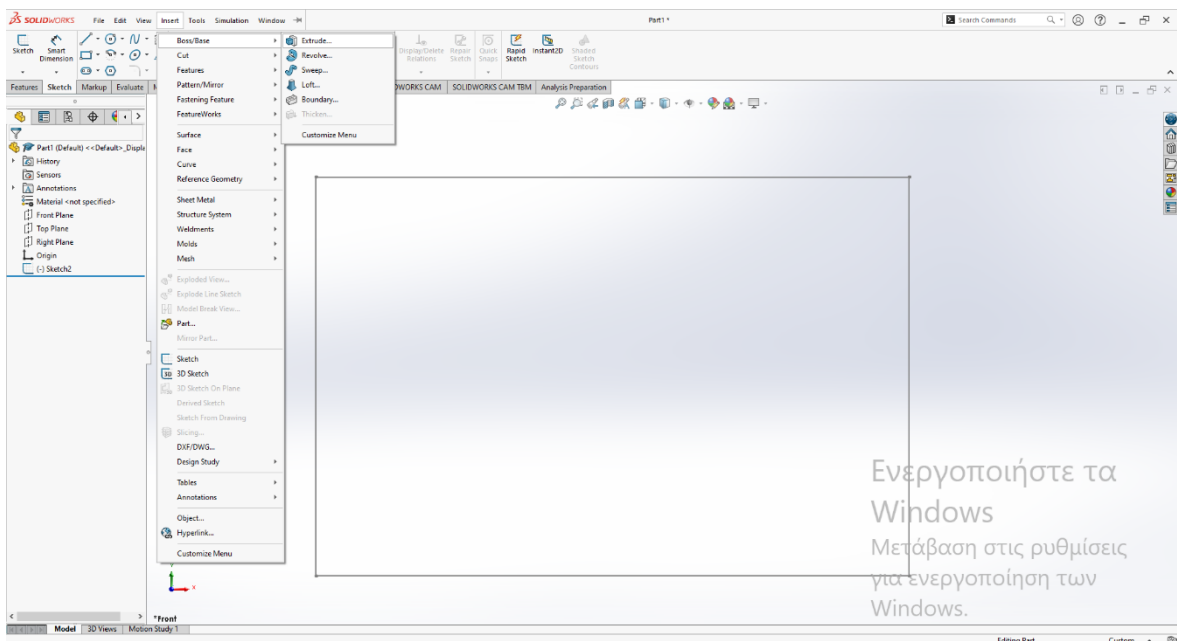 SOLIDWORKS File Edit View Insert Tools Simulation Window
Part1 *
Search Commands
Sketch Smart Dimension
Display/Delete Relations Repair Sketch Quick Snaps Rapid Sketch Instant2D Shaded Sketch Contours
Features Sketch Markup Evaluate
DWORKS CAM SOLIDWORKS CAM TBM Analysis Preparation
Part1 (Default) <<Default>_Displa
History
Sensors
Annotations
Material <not specified>
Front Plane
Top Plane
Right Plane
Origin
(-) Sketch2
Boss/Base
Cut
Features
Pattern/Mirror
Fastening Feature
FeatureWorks
Surface
Face
Curve
Reference Geometry
Sheet Metal
Structure System
Weldments
Molds
Mesh
Exploded View...
Explode Line Sketch
Model Break View...
Part...
Mirror Part...
Sketch
3D Sketch
3D Sketch On Plane
Derived Sketch
Sketch From Drawing
Slicing...
DXF/DWG...
Design Study
Tables
Annotations
Object...
Hyperlink...
Customize Menu
Extrude...
Revolve...
Sweep...
Loft...
Boundary...
Thicken...
Customize Menu
Ενεργοποιήστε τα
Windows
Μετάβαση στις ρυθμίσεις
για ενεργοποίηση των
Windows.
x
*Front
Model 3D Views Motion Study 1
Editing Part Custom